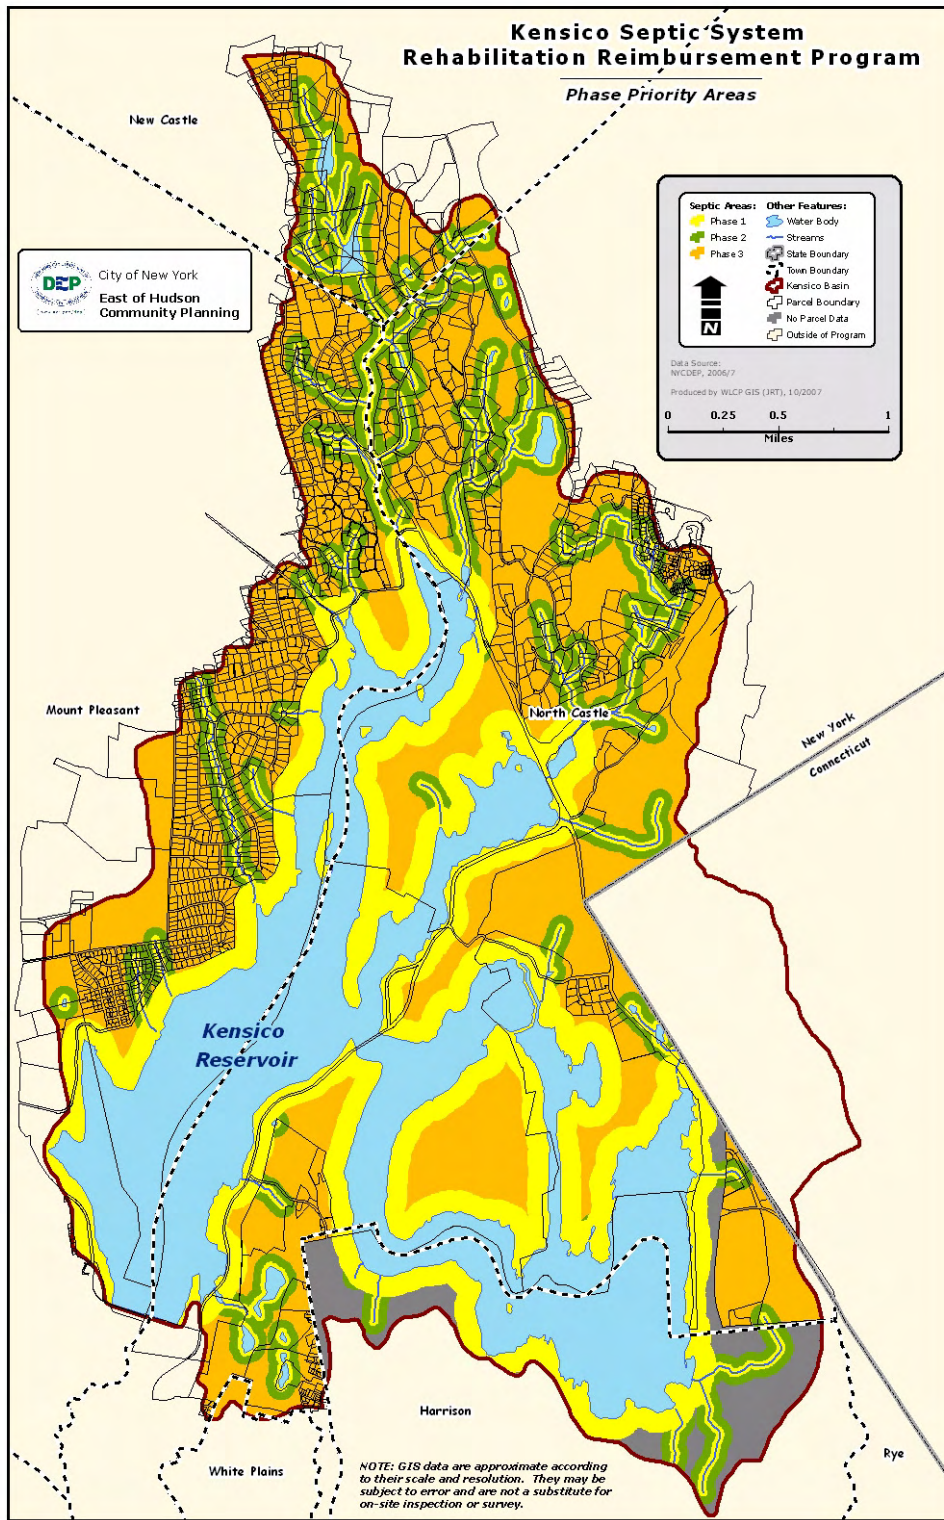 Kensico Septic System
Rehabilitation Reimbursement Program
Phase Priority Areas
New Castle
DEP
City of New York
East of Hudson
Community Planning
Septic Areas:
Phase 1
Phase 2
Phase 3
N
Other Features:
Water Body
Streams
State Boundary
Town Boundary
Kensico Basin
Parcel Boundary
No Parcel Data
Outside of Program
Data Source:
NYCDEP, 2006/7
Produced by WLCP GIS (JRT), 10/2007
0 0.25 0.5 1
Miles
Mount Pleasant
North Castle
New York
Connecticut
Kensico
Reservoir
Harrison
White Plains
Rye
NOTE: GIS data are approximate according
to their scale and resolution. They may be
subject to error and are not a substitute for
on-site inspection or survey.